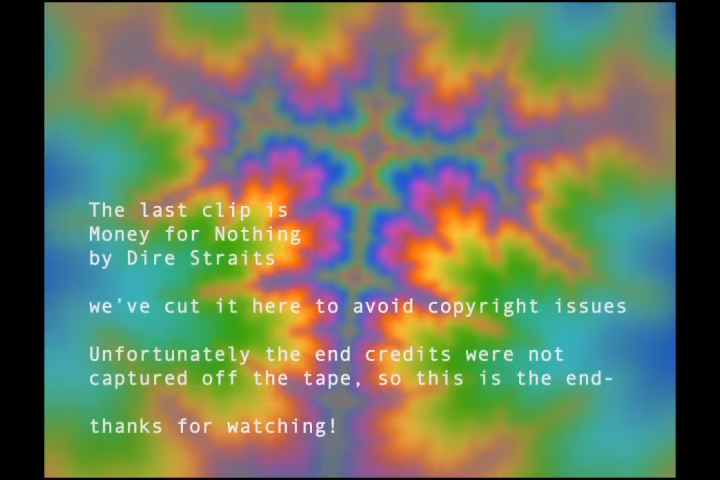 The last clip is
Money for Nothing
by Dire Straits
we've cut it here to avoid copyright issues
Unfortunately the end credits were not
captured off the tape, so this is the end-
thanks for watching!